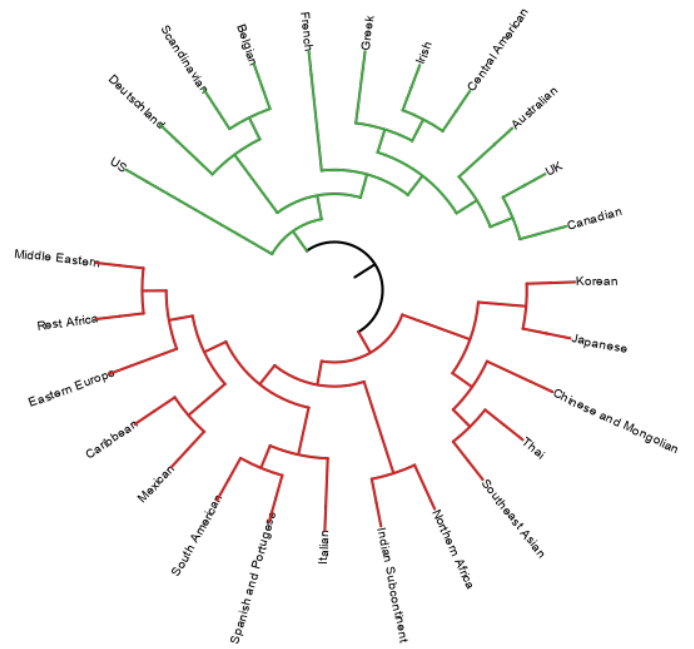 US
Deutschland
Scandinavian
Belgian
French
Greek
Irish
Central American
Australian
UK
Canadian
Korean
Japanese
Chinese and Mongolian
Thai
Southeast Asian
Northern Africa
Indian Subcontinent
Italian
Spanish and Portugese
South American
Mexican
Caribbean
Eastern Europe
Rest Africa
Middle Eastern